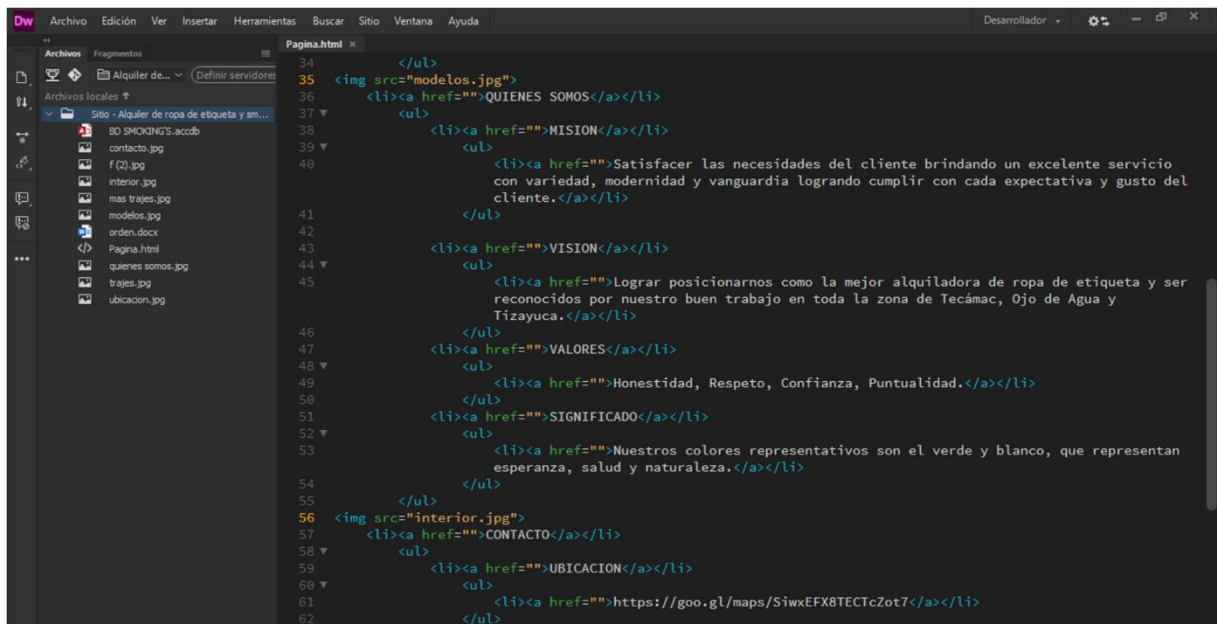 Dw Archivo Edición Ver Insertar Herramientas Buscar Sitio Ventana Ayuda Desarrollador
Archivos Fragmentos
Pagina.html ×
Alquiler de... Definir servidores
Archivos locales
Sitio - Alquiler de ropa de etiqueta y sm...
BD SMOKING'S.accdb
contacto.jpg
f (2).jpg
interior.jpg
mas trajes.jpg
modelos.jpg
orden.docx
Pagina.html
quienes somos.jpg
trajes.jpg
ubicacion.jpg
34 </ul>
35 <img src="modelos.jpg">
36 <li><a href="">QUIENES SOMOS</a></li>
37 <ul>
38 <li><a href="">MISION</a></li>
39 <ul>
40 <li><a href="">Satisfacer las necesidades del cliente brindando un excelente servicio
con variedad, modernidad y vanguardia logrando cumplir con cada expectativa y gusto del
cliente.</a></li>
41 </ul>
42
43 <li><a href="">VISION</a></li>
44 <ul>
45 <li><a href="">Lograr posicionarnos como la mejor alquiladora de ropa de etiqueta y ser
reconocidos por nuestro buen trabajo en toda la zona de Tecámac, Ojo de Agua y
Tizayuca.</a></li>
46 </ul>
47 <li><a href="">VALORES</a></li>
48 <ul>
49 <li><a href="">Honestidad, Respeto, Confianza, Puntualidad.</a></li>
50 </ul>
51 <li><a href="">SIGNIFICADO</a></li>
52 <ul>
53 <li><a href="">Nuestros colores representativos son el verde y blanco, que representan
esperanza, salud y naturaleza.</a></li>
54 </ul>
55 </ul>
56 <img src="interior.jpg">
57 <li><a href="">CONTACTO</a></li>
58 <ul>
59 <li><a href="">UBICACION</a></li>
60 <ul>
61 <li><a href="">https://goo.gl/maps/SiwxEFX8TECTcZot7</a></li>
62 </ul>